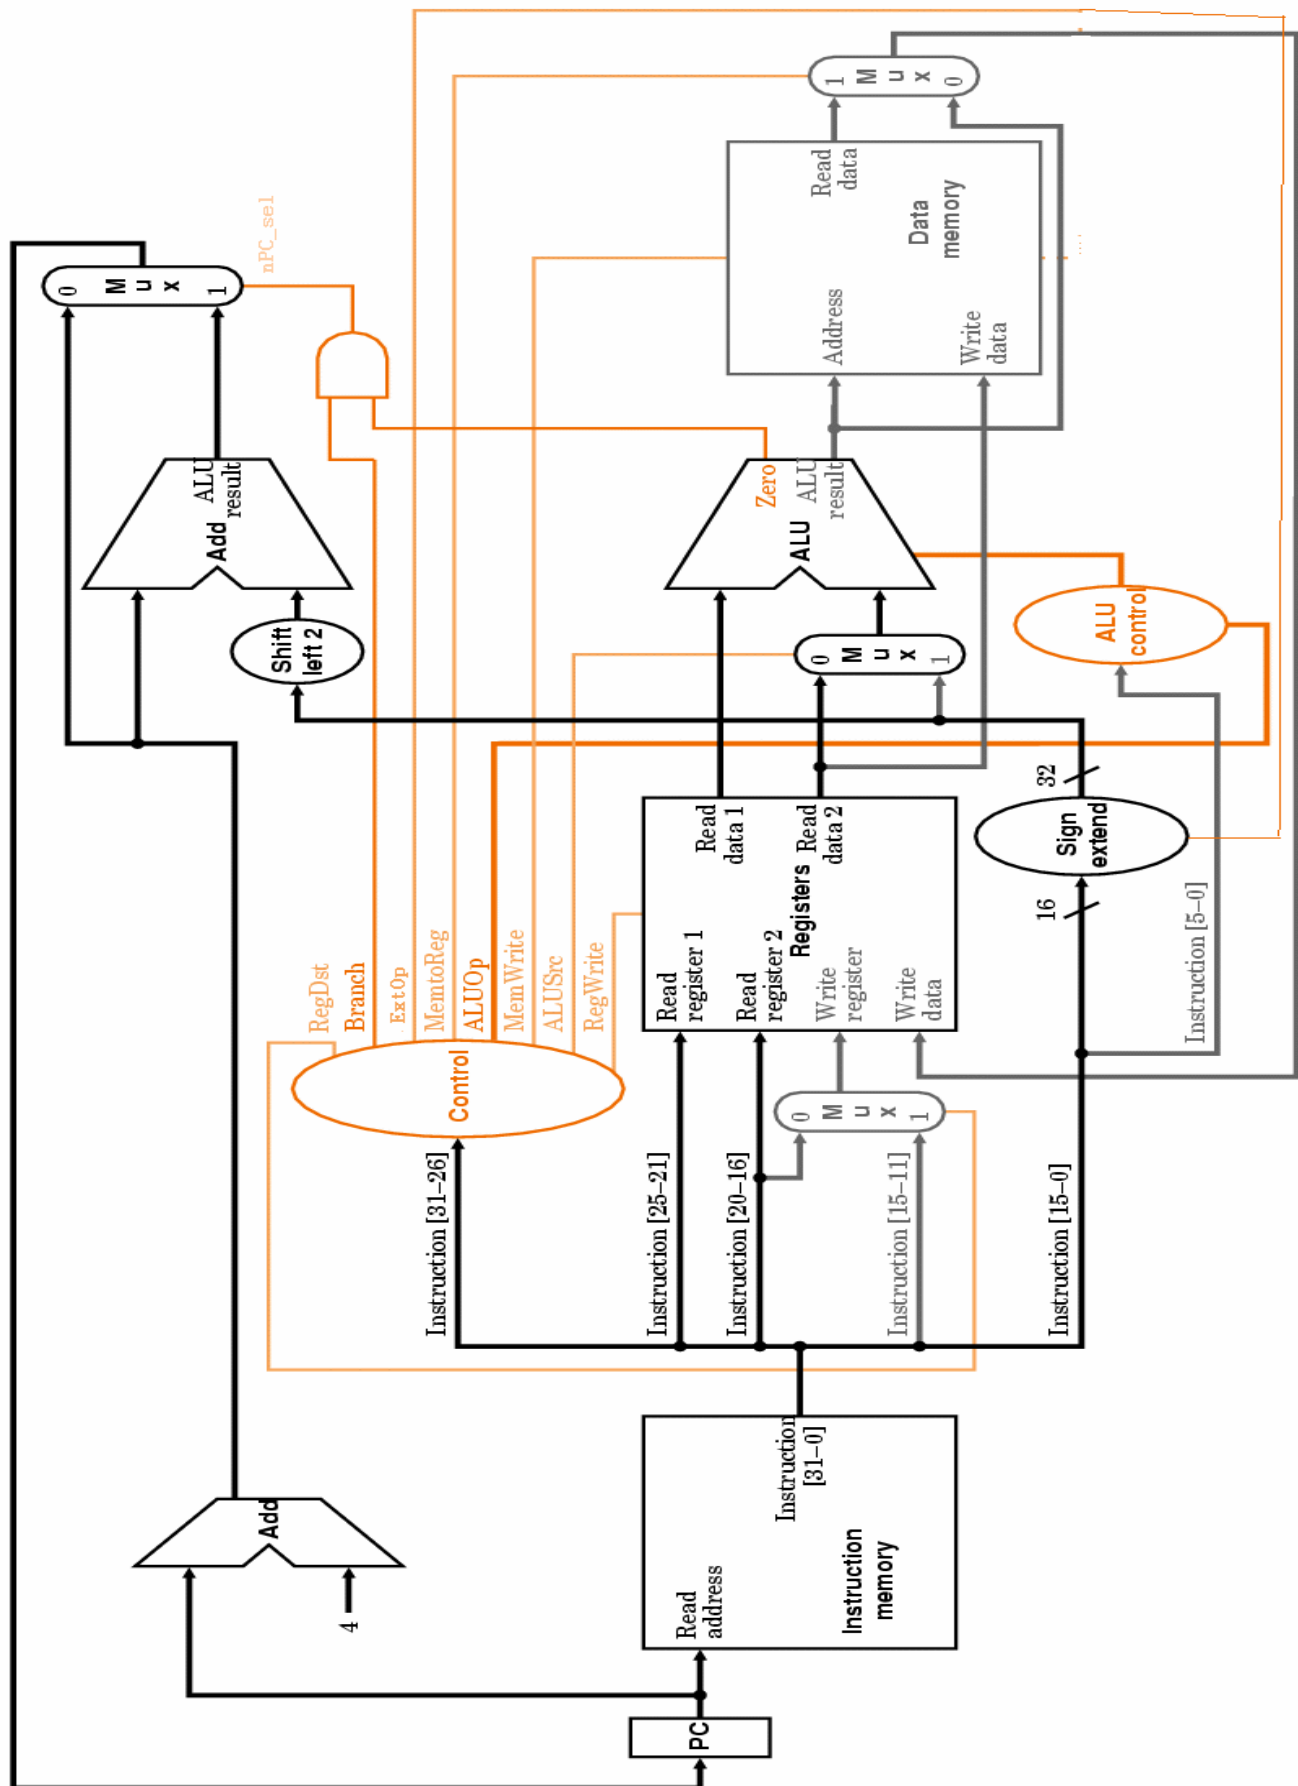 PC
4
Add
Read
address
Instruction
[31–0]
Instruction
memory
Instruction [31–26]
Instruction [25–21]
Instruction [20–16]
Instruction [15–11]
Instruction [15–0]
Instruction [5–0]
Control
RegDst
Branch
ExtOp
MemtoReg
ALUOp
MemWrite
ALUSrc
RegWrite
0
M
u
x
1
Read
register 1
Read
register 2
Write
register
Write
data
Registers
Read
data 1
Read
data 2
16
Sign
extend
32
Shift
left 2
Add
ALU
result
0
M
u
x
1
ALU
control
ALU
Zero
ALU
result
0
M
u
x
1
nPC_sel
Address
Write
data
Data
memory
Read
data
1
M
u
x
0